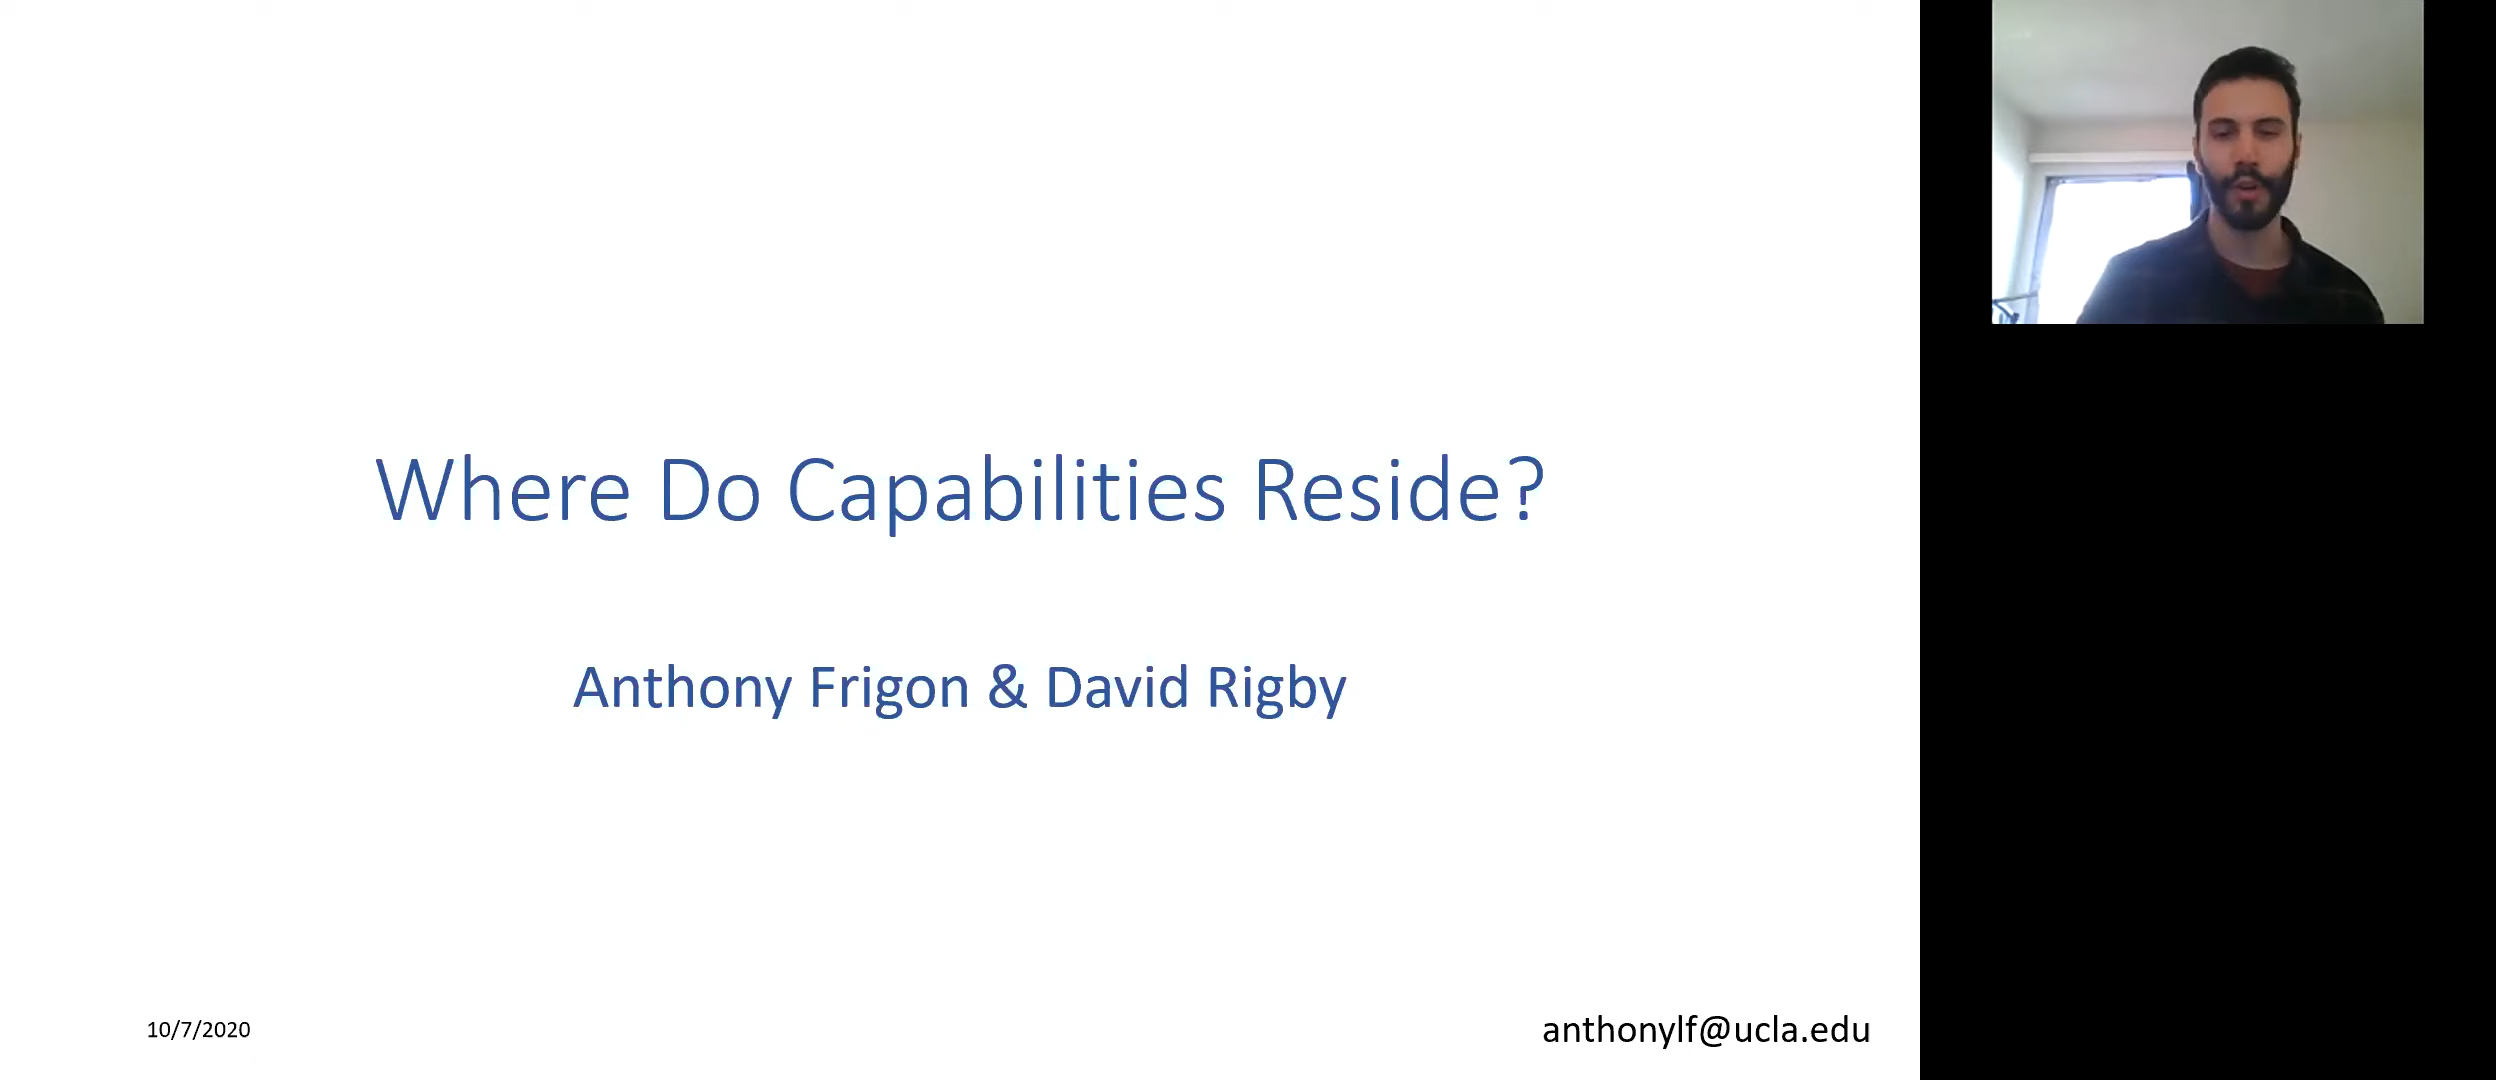 Where Do Capabilities Reside?
Anthony Frigon & David Rigby
10/7/2020
anthonylf@ucla.edu